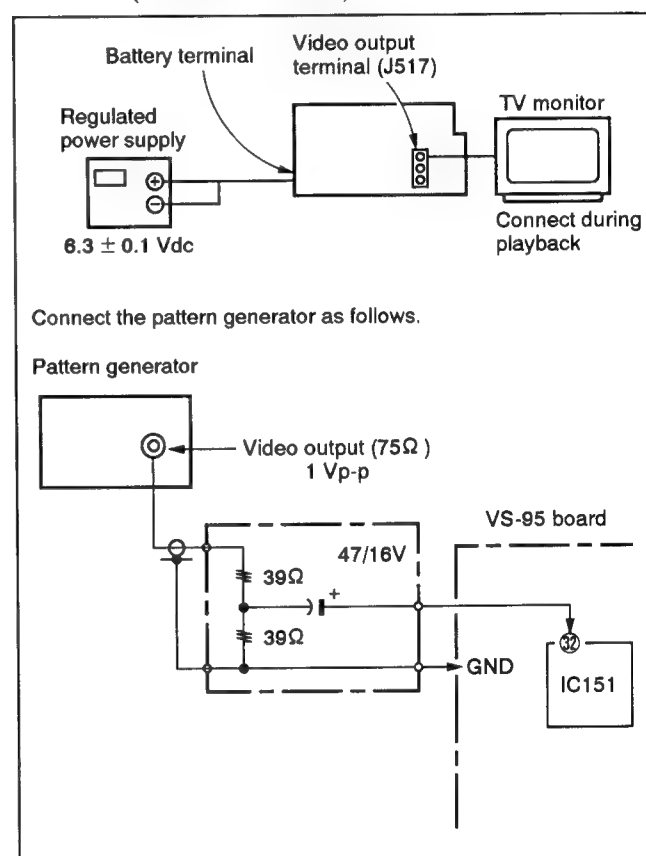 Battery terminal
Video output
terminal (J517)
TV monitor
Regulated
power supply
6.3 ± 0.1 Vdc
Connect during
playback
Connect the pattern generator as follows.
Pattern generator
Video output (75Ω )
1 Vp-p
VS-95 board
47/16V
39Ω
+
39Ω
32
GND
IC151